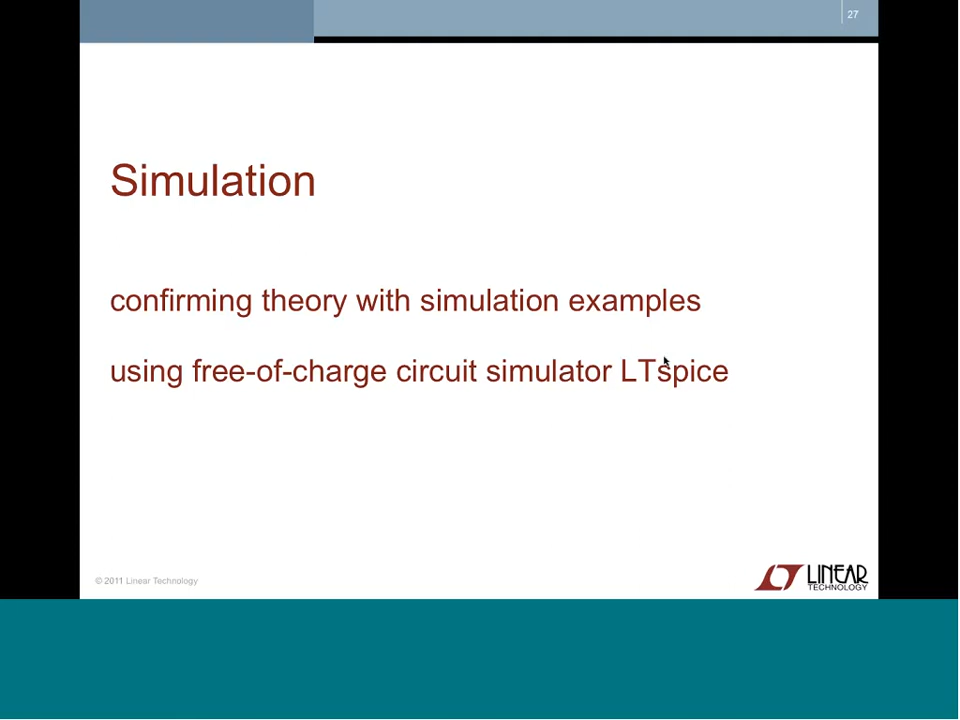 27
Simulation
confirming theory with simulation examples
using free-of-charge circuit simulator LTspice
© 2011 Linear Technology
LINEAR
TECHNOLOGY